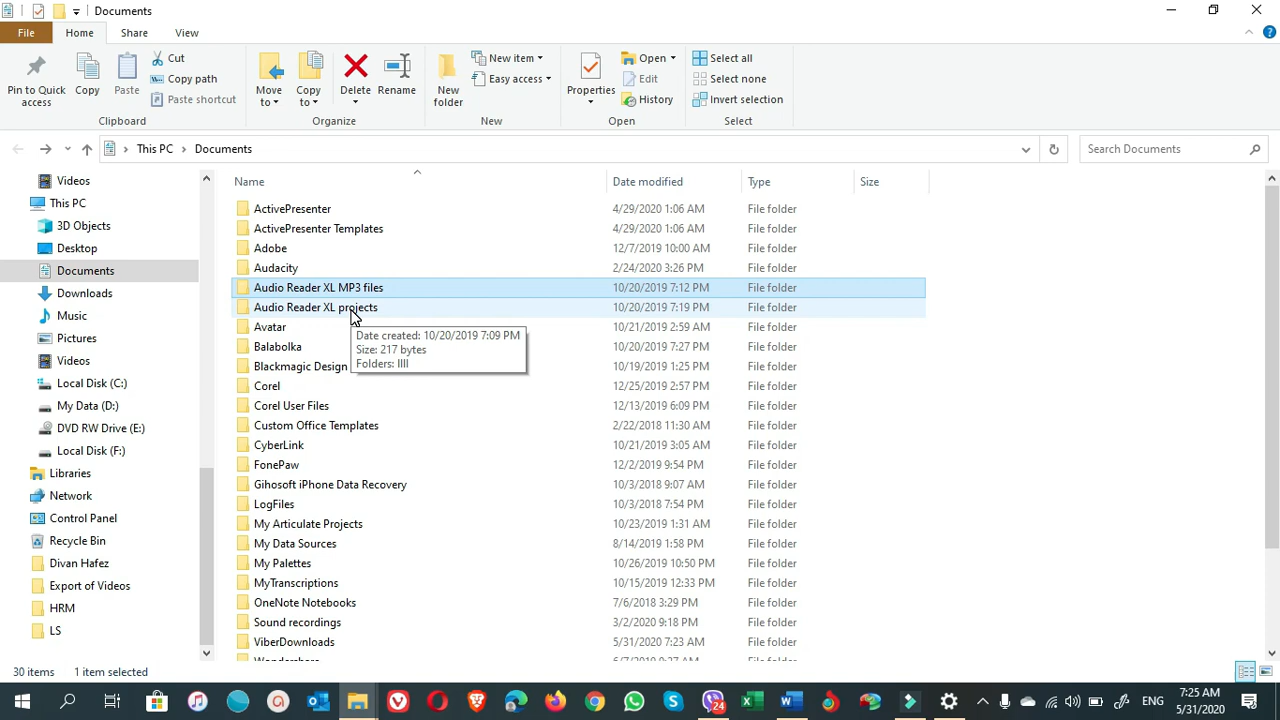 Documents
File Home Share View
Pin to Quick access
Copy
Paste
Cut
Copy path
Paste shortcut
Clipboard
Move to
Copy to
Delete
Rename
Organize
New folder
New item
Easy access
New
Properties
Open
Edit
History
Open
Select all
Select none
Invert selection
Select
This PC > Documents
Search Documents
Videos
This PC
3D Objects
Desktop
Documents
Downloads
Music
Pictures
Videos
Local Disk (C:)
My Data (D:)
DVD RW Drive (E:)
Local Disk (F:)
Libraries
Network
Control Panel
Recycle Bin
Divan Hafez
Export of Videos
HRM
LS
Name Date modified Type Size
ActivePresenter 4/29/2020 1:06 AM File folder
ActivePresenter Templates 4/29/2020 1:06 AM File folder
Adobe 12/7/2019 10:00 AM File folder
Audacity 2/24/2020 3:26 PM File folder
Audio Reader XL MP3 files 10/20/2019 7:12 PM File folder
Audio Reader XL projects 10/20/2019 7:19 PM File folder
Avatar 10/21/2019 2:59 AM File folder
Balabolka 10/20/2019 7:27 PM File folder
Blackmagic Design 10/19/2019 1:25 PM File folder
Corel 12/25/2019 2:57 PM File folder
Corel User Files 12/13/2019 6:09 PM File folder
Custom Office Templates 2/22/2018 11:30 AM File folder
CyberLink 10/21/2019 3:05 AM File folder
FonePaw 12/2/2019 9:54 PM File folder
Gihosoft iPhone Data Recovery 10/3/2018 9:07 AM File folder
LogFiles 10/3/2018 7:54 PM File folder
My Articulate Projects 10/23/2019 1:31 AM File folder
My Data Sources 8/14/2019 1:58 PM File folder
My Palettes 10/26/2019 10:50 PM File folder
MyTranscriptions 10/15/2019 12:33 PM File folder
OneNote Notebooks 7/6/2018 3:29 PM File folder
Sound recordings 3/2/2020 9:18 PM File folder
ViberDownloads 5/31/2020 7:23 AM File folder
Date created: 10/20/2019 7:09 PM
Size: 217 bytes
Folders: llll
30 items 1 item selected
24
ENG
7:25 AM
5/31/2020